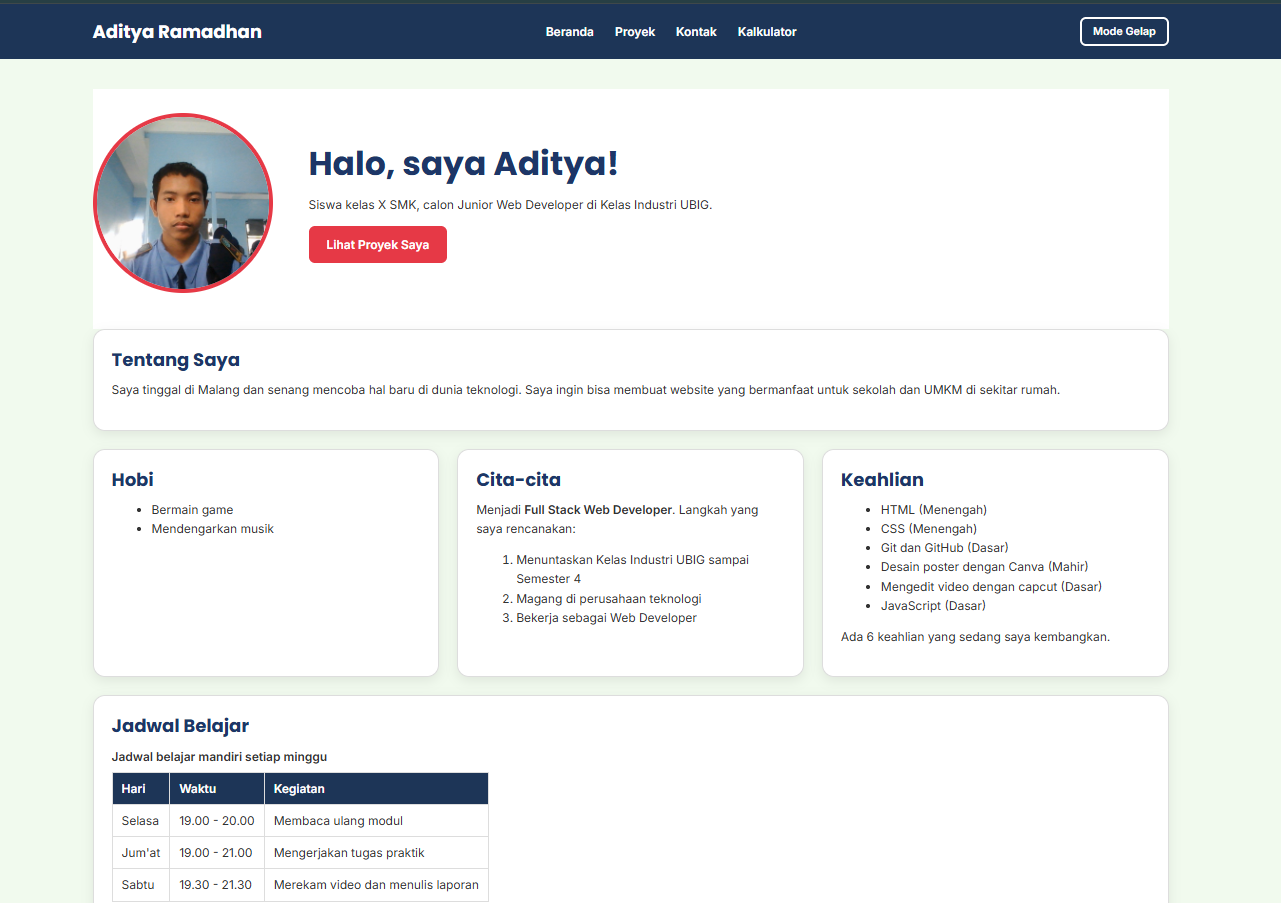 Aditya Ramadhan
Beranda Proyek Kontak Kalkulator
Mode Gelap
Halo, saya Aditya!
Siswa kelas X SMK, calon Junior Web Developer di Kelas Industri UBIG.
Lihat Proyek Saya
Tentang Saya
Saya tinggal di Malang dan senang mencoba hal baru di dunia teknologi. Saya ingin bisa membuat website yang bermanfaat untuk sekolah dan UMKM di sekitar rumah.
Hobi
• Bermain game
• Mendengarkan musik
Cita-cita
Menjadi Full Stack Web Developer. Langkah yang
saya rencanakan:
1. Menuntaskan Kelas Industri UBIG sampai
Semester 4
2. Magang di perusahaan teknologi
3. Bekerja sebagai Web Developer
Keahlian
• HTML (Menengah)
• CSS (Menengah)
• Git dan GitHub (Dasar)
• Desain poster dengan Canva (Mahir)
• Mengedit video dengan capcut (Dasar)
• JavaScript (Dasar)
Ada 6 keahlian yang sedang saya kembangkan.
Jadwal Belajar
Jadwal belajar mandiri setiap minggu
Hari Waktu Kegiatan
Selasa 19.00 - 20.00 Membaca ulang modul
Jum'at 19.00 - 21.00 Mengerjakan tugas praktik
Sabtu 19.30 - 21.30 Merekam video dan menulis laporan